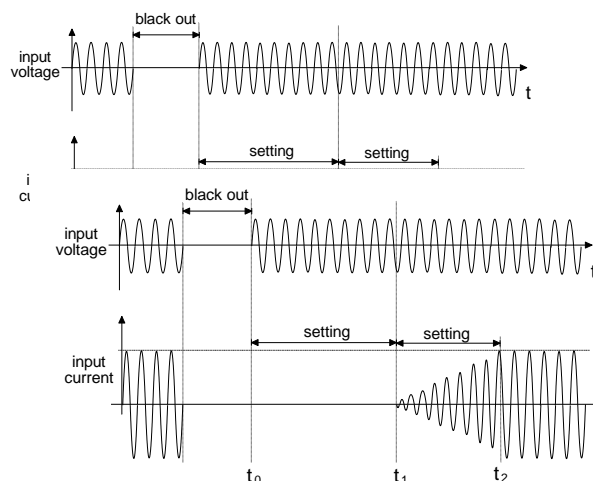 black out
input
voltage
t
setting setting
black out
input
voltage
t
setting setting
input
current
t0 t1 t2